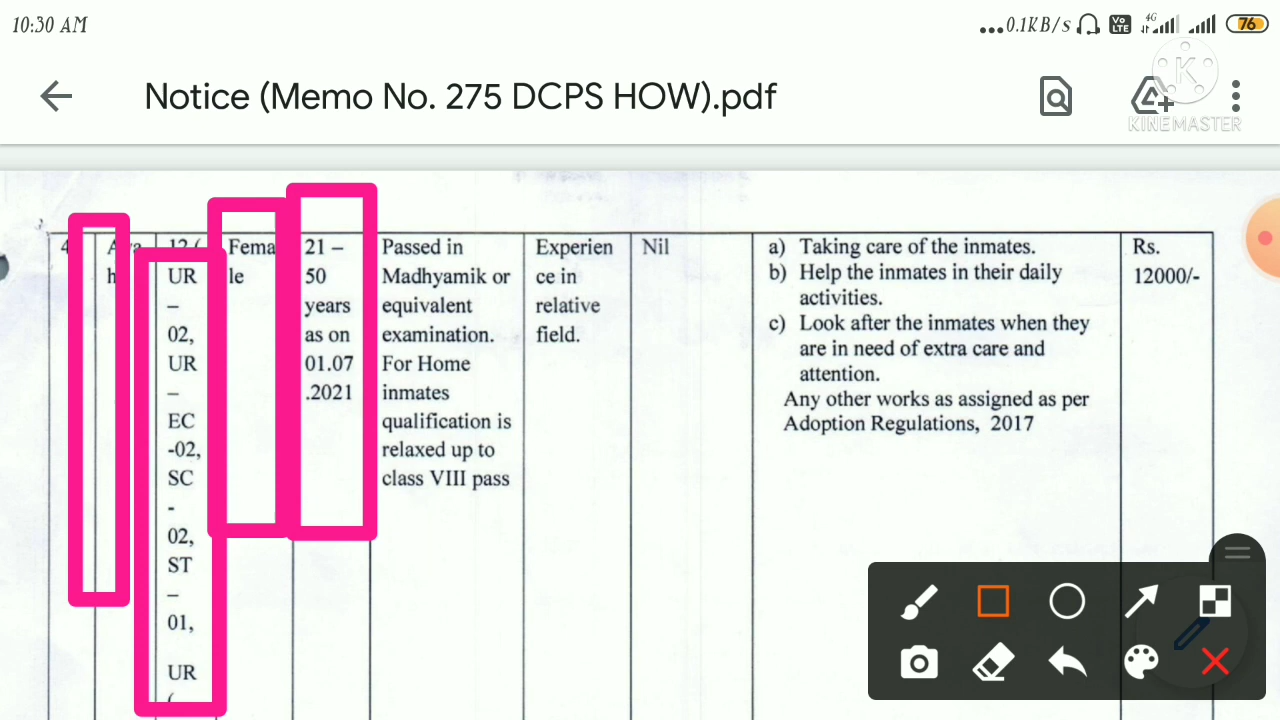 10:30 AM
...0.1KB/s Vo LTE 4G 76
Notice (Memo No. 275 DCPS HOW).pdf
KINEMASTER
4
h
12 (
UR
–
02,
UR
–
EC
-02,
SC
-
02,
ST
–
01,
UR
(
Fema
le
21 –
50
years
as on
01.07
.2021
Passed in
Madhyamik or
equivalent
examination.
For Home
inmates
qualification is
relaxed up to
class VIII pass
Experien
ce in
relative
field.
Nil
a) Taking care of the inmates.
b) Help the inmates in their daily
activities.
c) Look after the inmates when they
are in need of extra care and
attention.
Any other works as assigned as per
Adoption Regulations, 2017
Rs.
12000/-